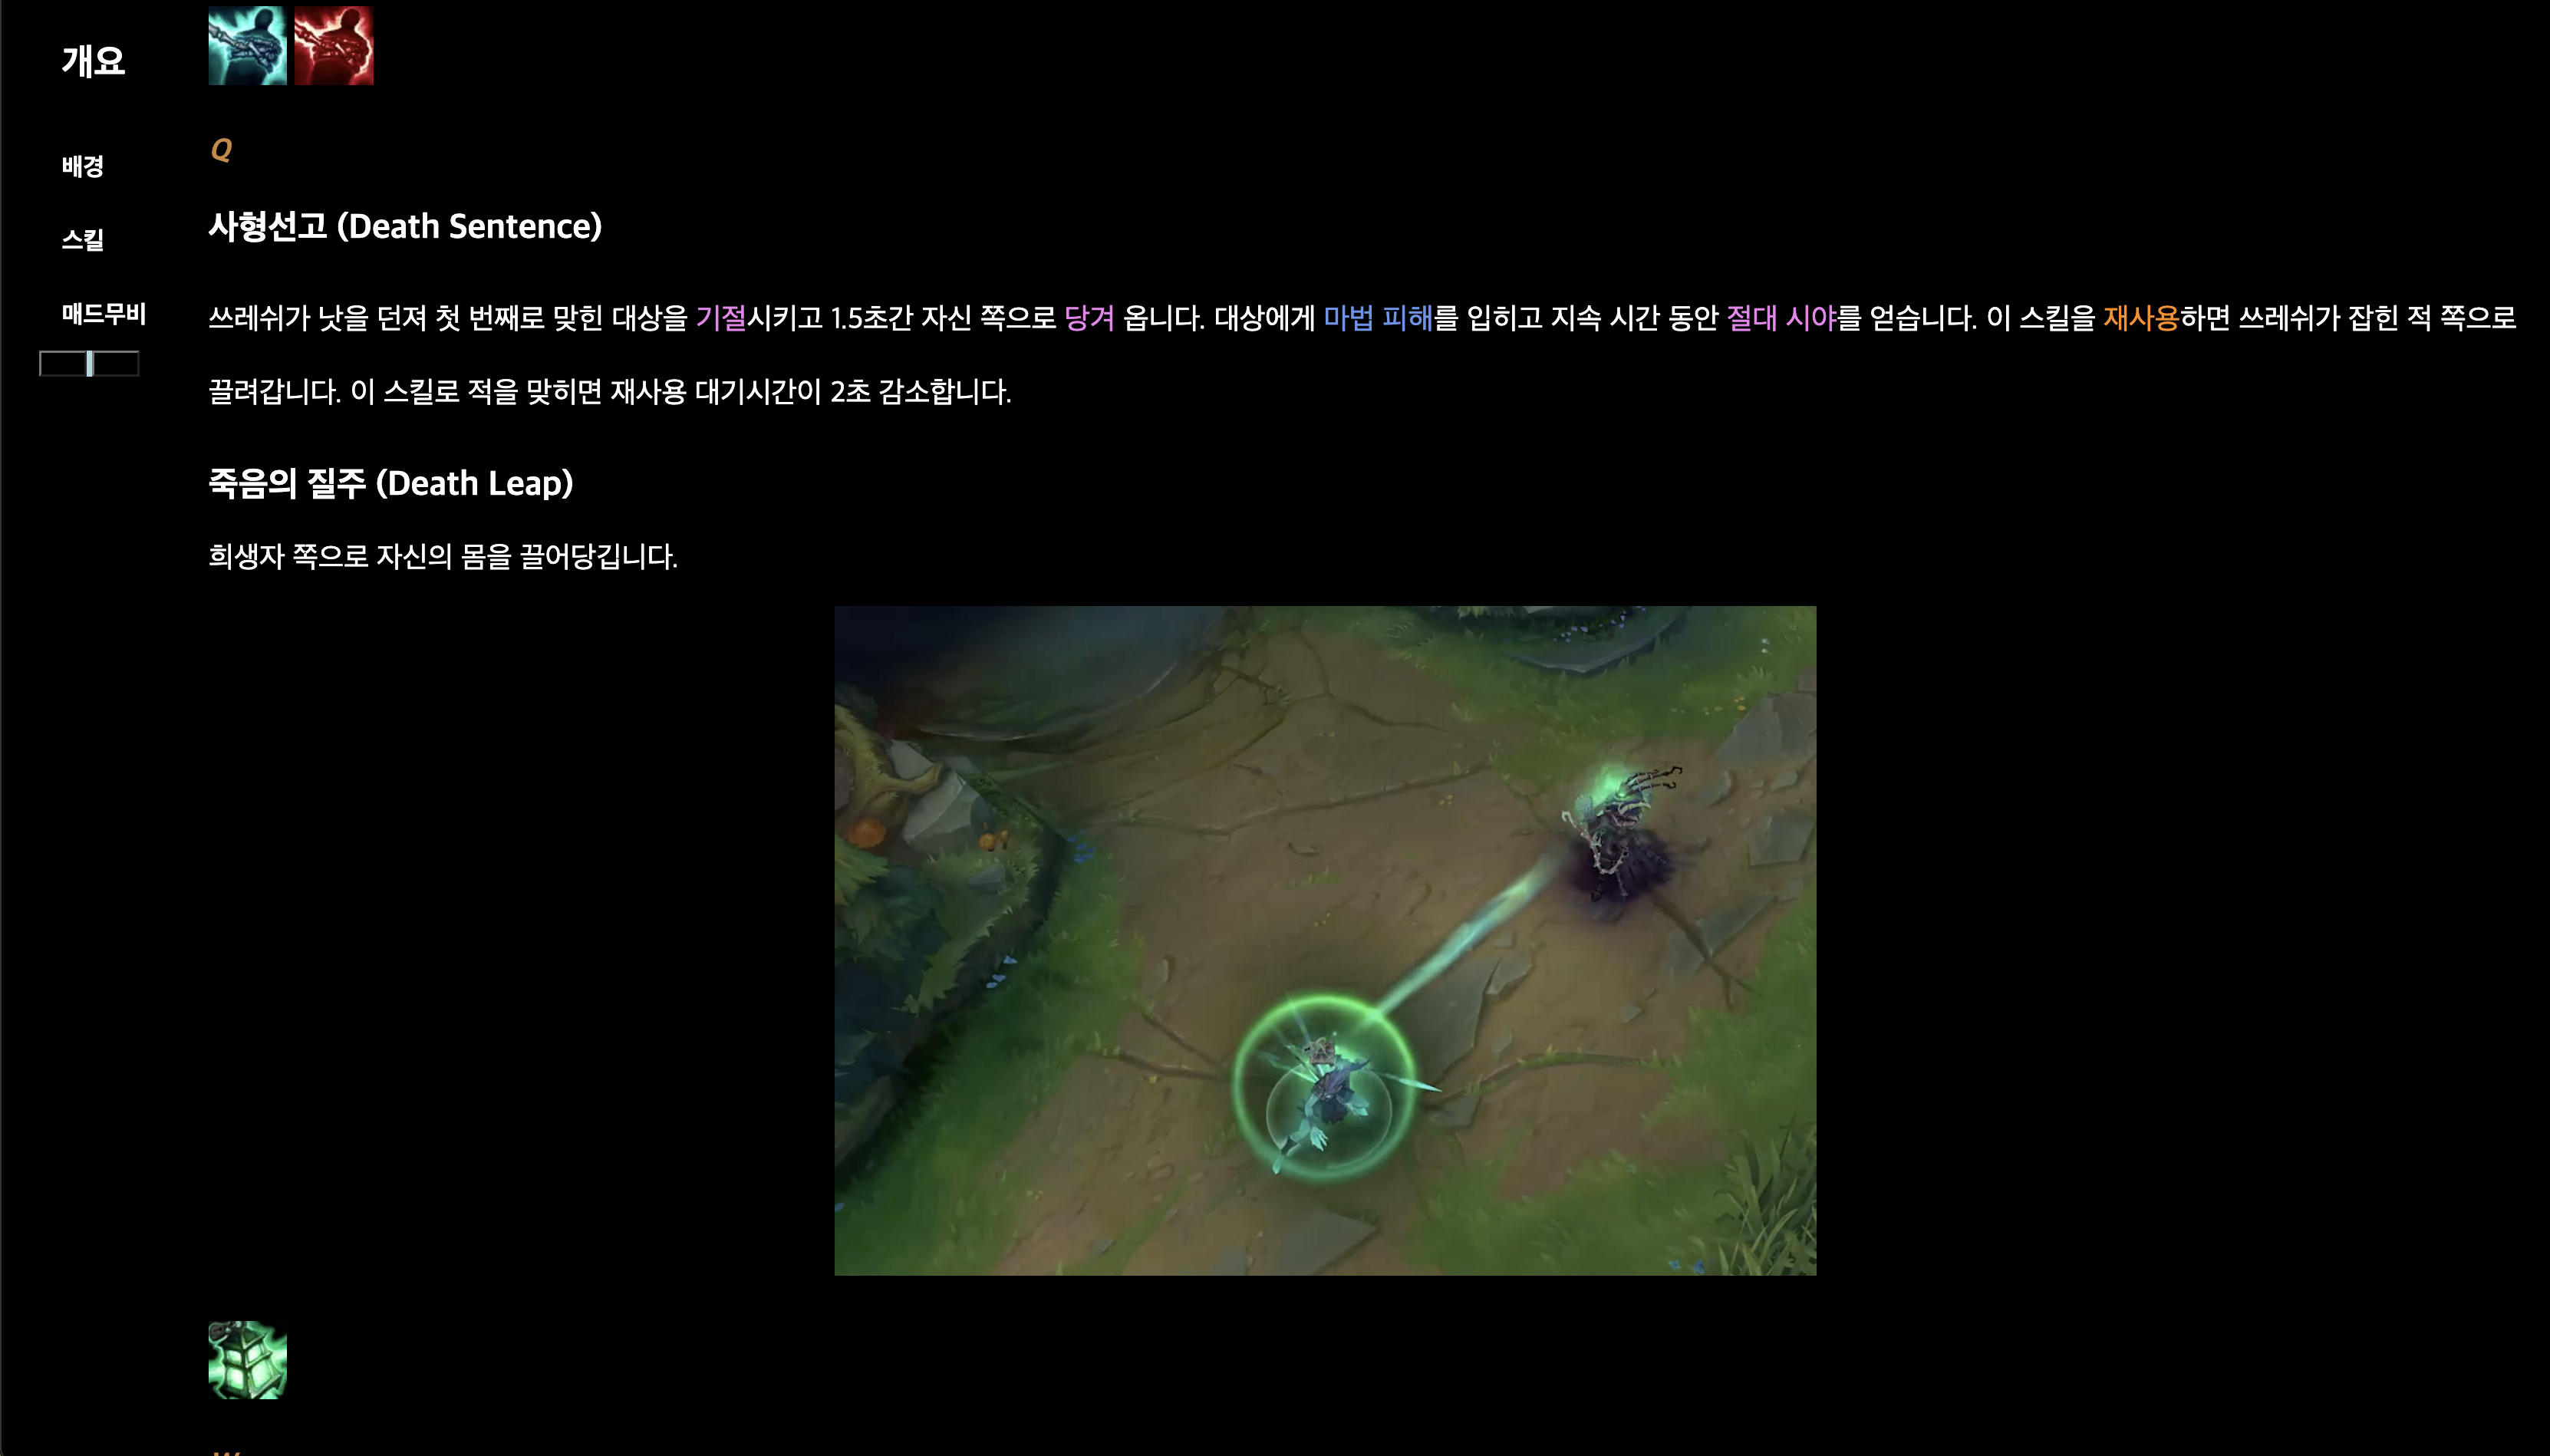 개요
배경
스킬
매드무비
Q
사형선고 (Death Sentence)
쓰레쉬가 낫을 던져 첫 번째로 맞힌 대상을 기절시키고 1.5초간 자신 쪽으로 당겨 옵니다. 대상에게 마법 피해를 입히고 지속 시간 동안 절대 시야를 얻습니다. 이 스킬을 재사용하면 쓰레쉬가 잡힌 적 쪽으로
끌려갑니다. 이 스킬로 적을 맞히면 재사용 대기시간이 2초 감소합니다.
죽음의 질주 (Death Leap)
희생자 쪽으로 자신의 몸을 끌어당깁니다.